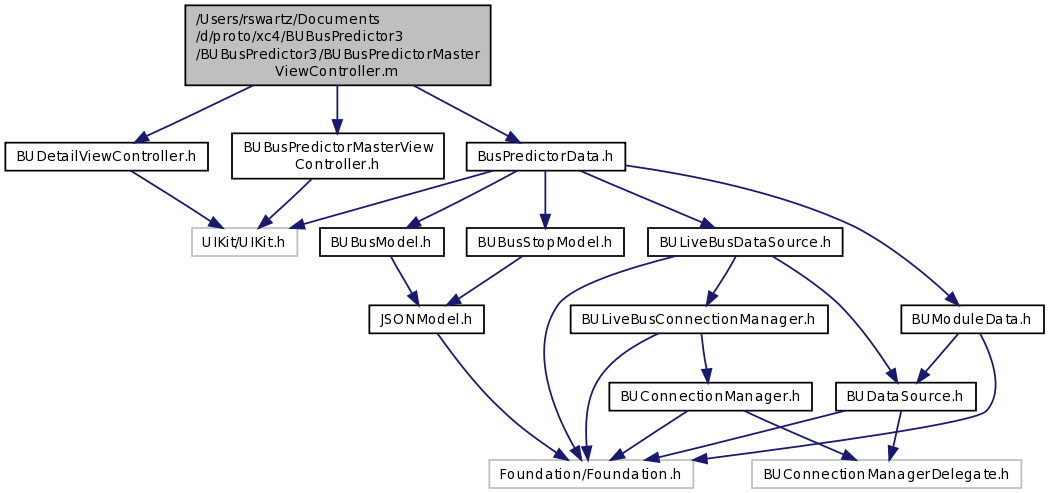 /Users/rswartz/Documents
/d/proto/xc4/BUBusPredictor3
/BUBusPredictor3/BUBusPredictorMaster
ViewController.m
BUDetailViewController.h
BUBusPredictorMasterView
Controller.h
BusPredictorData.h
UIKit/UIKit.h
BUBusModel.h
BUBusStopModel.h
BULiveBusDataSource.h
JSONModel.h
BULiveBusConnectionManager.h
BUModuleData.h
BUConnectionManager.h
BUDataSource.h
Foundation/Foundation.h
BUConnectionManagerDelegate.h